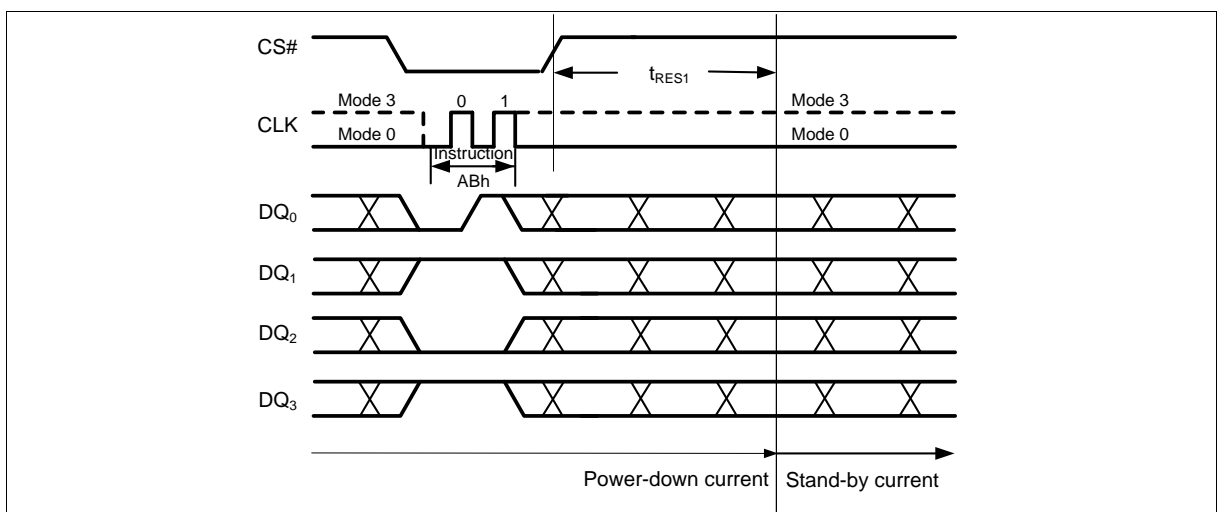 CS#
tRES1
Mode 3
0
1
Mode 3
CLK
Mode 0
Mode 0
Instruction
ABh
DQ0
DQ1
DQ2
DQ3
Power-down current
Stand-by current